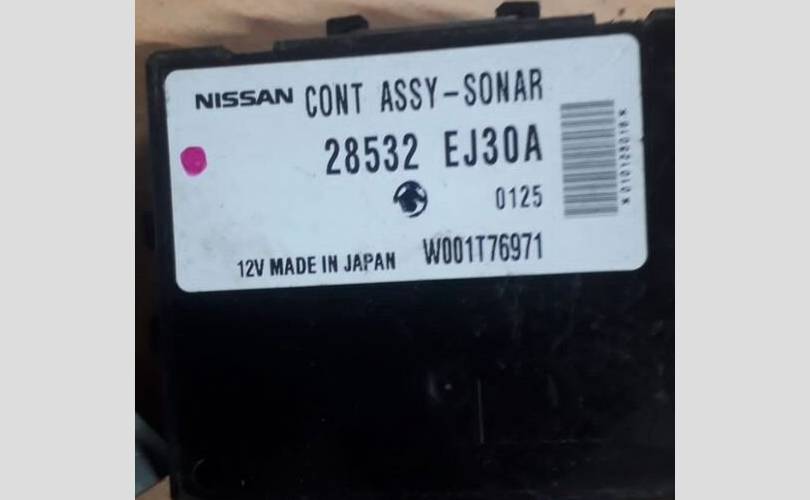 NISSAN CONT ASSY-SONAR
28532 EJ30A
0125
12V MADE IN JAPAN W001T76971